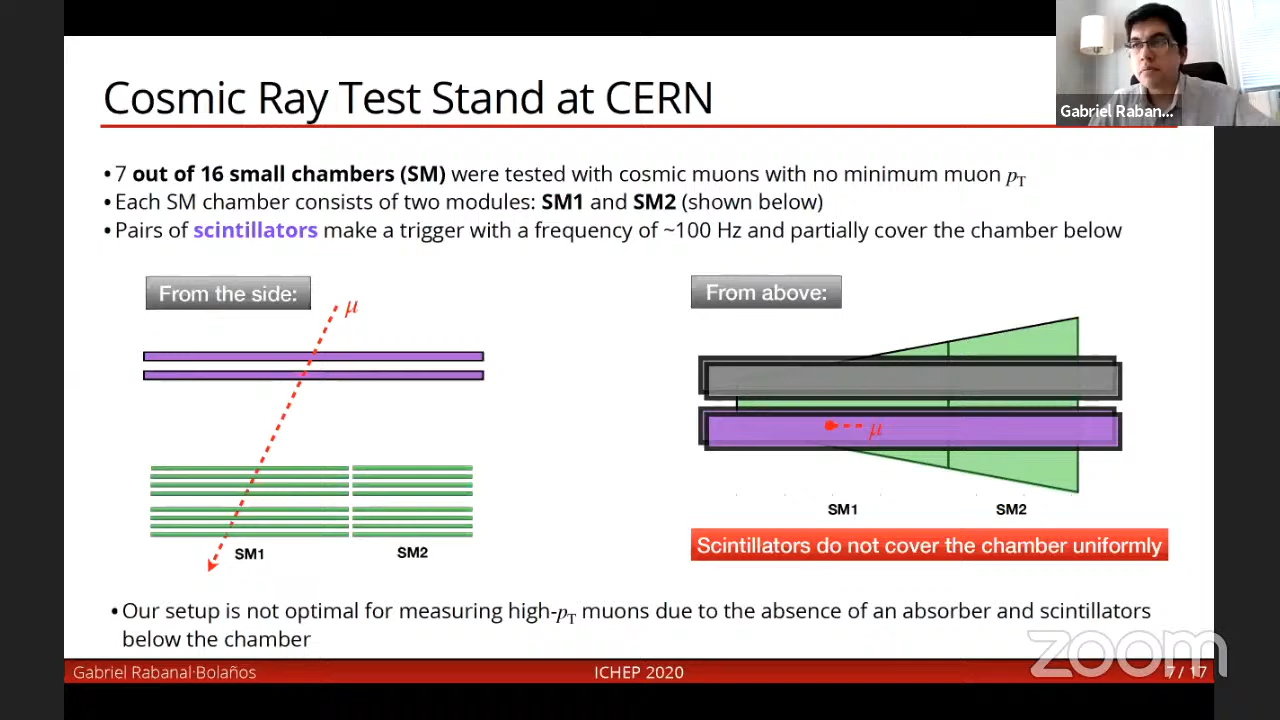 Cosmic Ray Test Stand at CERN
Gabriel Raban...
• 7 out of 16 small chambers (SM) were tested with cosmic muons with no minimum muon pT
• Each SM chamber consists of two modules: SM1 and SM2 (shown below)
• Pairs of scintillators make a trigger with a frequency of ~100 Hz and partially cover the chamber below
From the side:
μ
SM1
SM2
From above:
μ
SM1
SM2
Scintillators do not cover the chamber uniformly
• Our setup is not optimal for measuring high-pT muons due to the absence of an absorber and scintillators
below the chamber
zoom
Gabriel Rabanal·Bolaños
ICHEP 2020
7 / 17